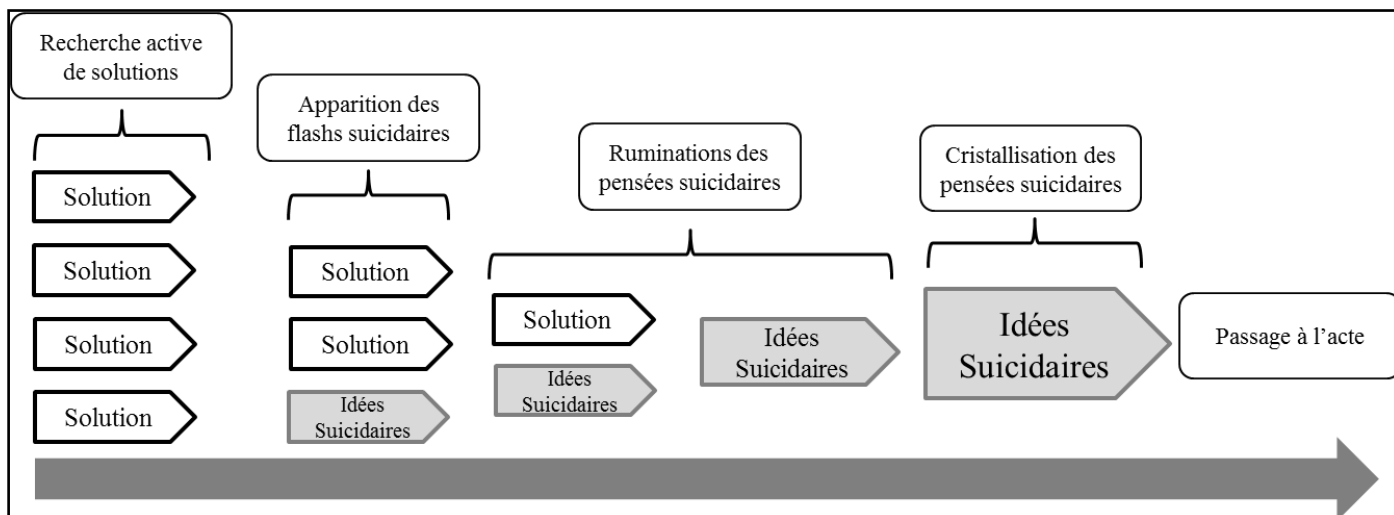 Recherche active
de solutions
Solution
Solution
Solution
Solution
Apparition des
flashs suicidaires
Solution
Solution
Idées
Suicidaires
Ruminations des
pensées suicidaires
Solution
Idées
Suicidaires
Idées
Suicidaires
Cristallisation des
pensées suicidaires
Idées
Suicidaires
Passage à l’acte